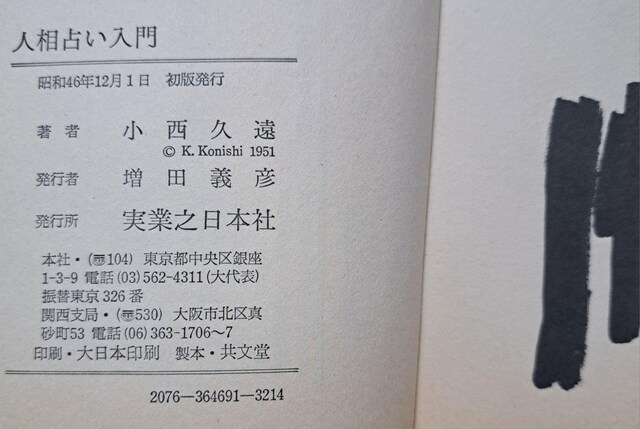 人相占い入門
昭和46年12月1日 初版発行
著者 小西久遠
© K. Konishi 1951
発行者 増田義彦
発行所 実業之日本社
本社・(〠104) 東京都中央区銀座
1-3-9 電話(03)562-4311(大代表)
振替東京326番
関西支局・(〠530) 大阪市北区真
砂町53 電話(06)363-1706〜7
印刷・大日本印刷 製本・共文堂
2076—364691—3214